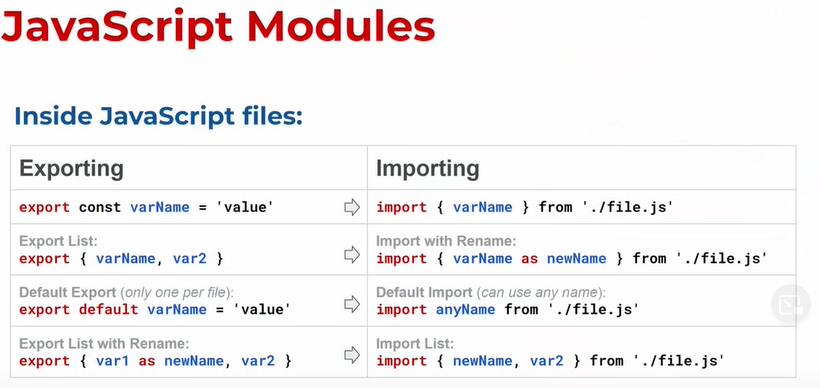 JavaScript Modules
Inside JavaScript files:
Exporting
Importing
export const varName = 'value'
import { varName } from './file.js'
Export List:
export { varName, var2 }
Import with Rename:
import { varName as newName } from './file.js'
Default Export (only one per file):
export default varName = 'value'
Default Import (can use any name):
import anyName from './file.js'
Export List with Rename:
export { var1 as newName, var2 }
Import List:
import { newName, var2 } from './file.js'